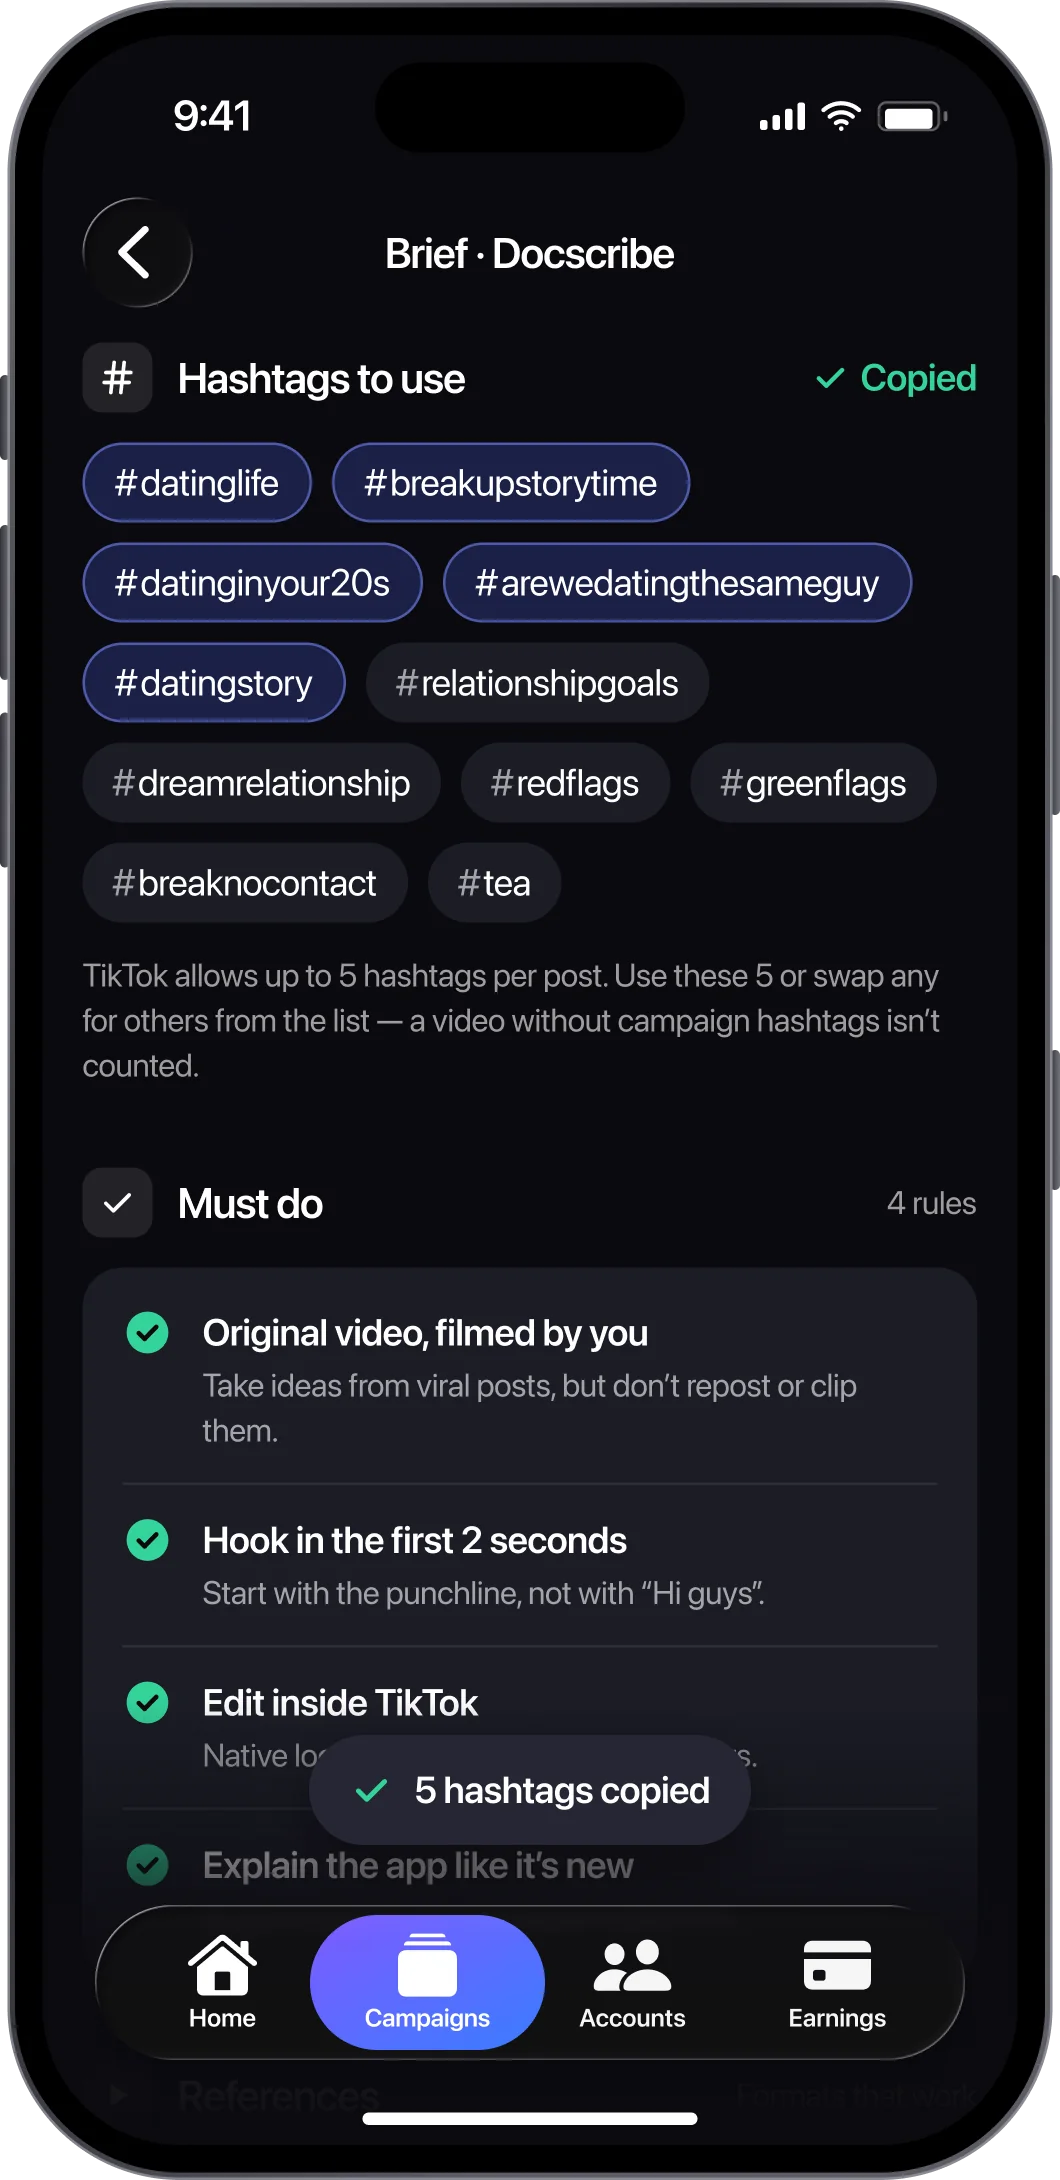 9:41
Brief · Docscribe
# Hashtags to use
Copied
#datinglife #breakupstorytime
#datinginyour20s #arewedatingthesameguy
#datingstory #relationshipgoals
#dreamrelationship #redflags #greenflags
#breaknocontact #tea
TikTok allows up to 5 hashtags per post. Use these 5 or swap any
for others from the list — a video without campaign hashtags isn’t
counted.
Must do
4 rules
Original video, filmed by you
Take ideas from viral posts, but don’t repost or clip
them.
Hook in the first 2 seconds
Start with the punchline, not with “Hi guys”.
Edit inside TikTok
Native
5 hashtags copied
Explain the app like it’s new
Home Campaigns Accounts Earnings
References
Formats that work